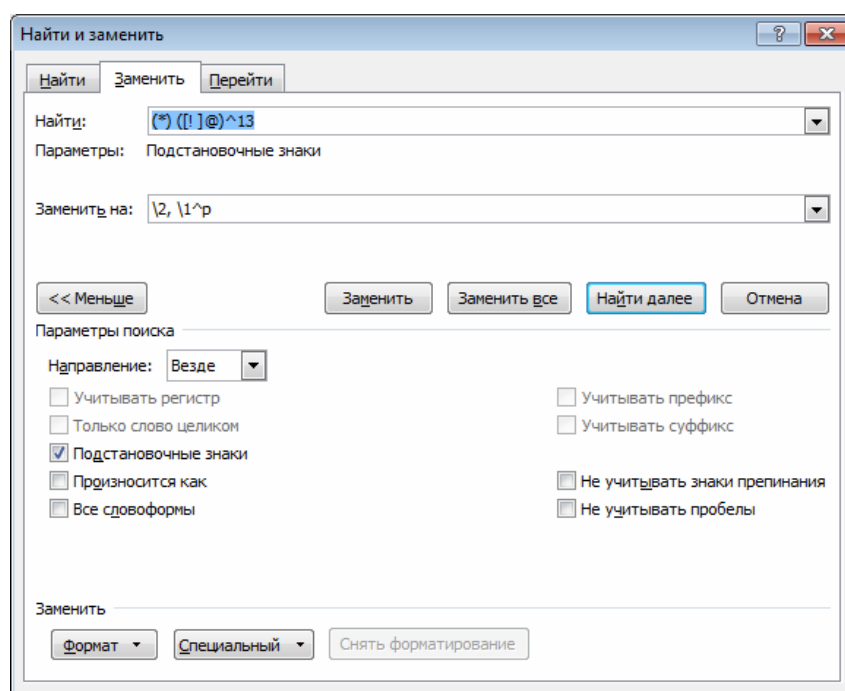 Найти и заменить
Найти Заменить Перейти
Найти: (*) ([! ]@)^13
Параметры: Подстановочные знаки
Заменить на: \2, \1^p
<< Меньше Заменить Заменить все Найти далее Отмена
Параметры поиска
Направление: Везде
Учитывать регистр Учитывать префикс
Только слово целиком Учитывать суффикс
Подстановочные знаки
Произносится как Не учитывать знаки препинания
Все словоформы Не учитывать пробелы
Заменить
Формат Специальный Снять форматирование